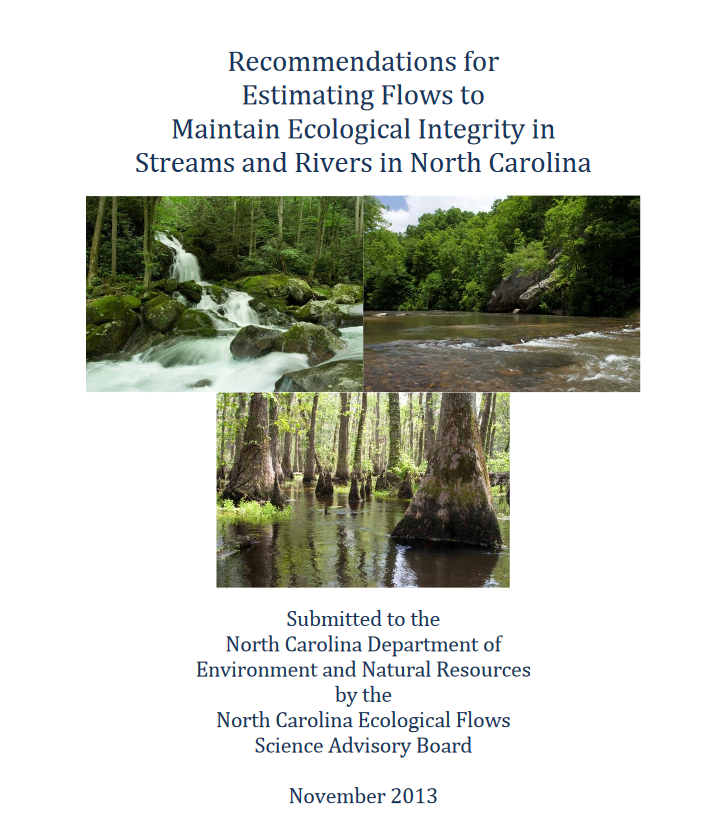 Recommendations for
Estimating Flows to
Maintain Ecological Integrity in
Streams and Rivers in North Carolina
Submitted to the
North Carolina Department of
Environment and Natural Resources
by the
North Carolina Ecological Flows
Science Advisory Board
November 2013